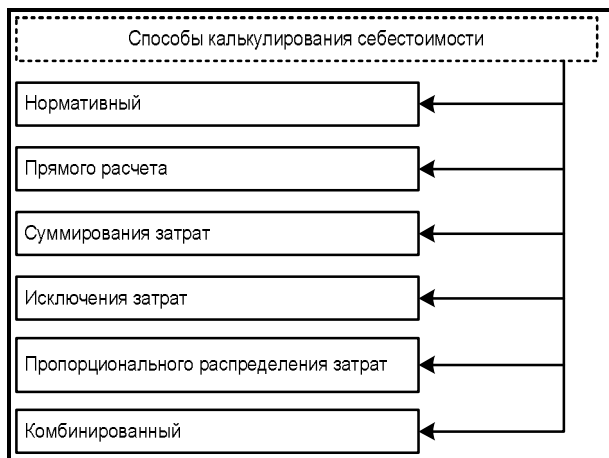 Способы калькулирования себестоимости
Нормативный
Прямого расчета
Суммирования затрат
Исключения затрат
Пропорционального распределения затрат
Комбинированный